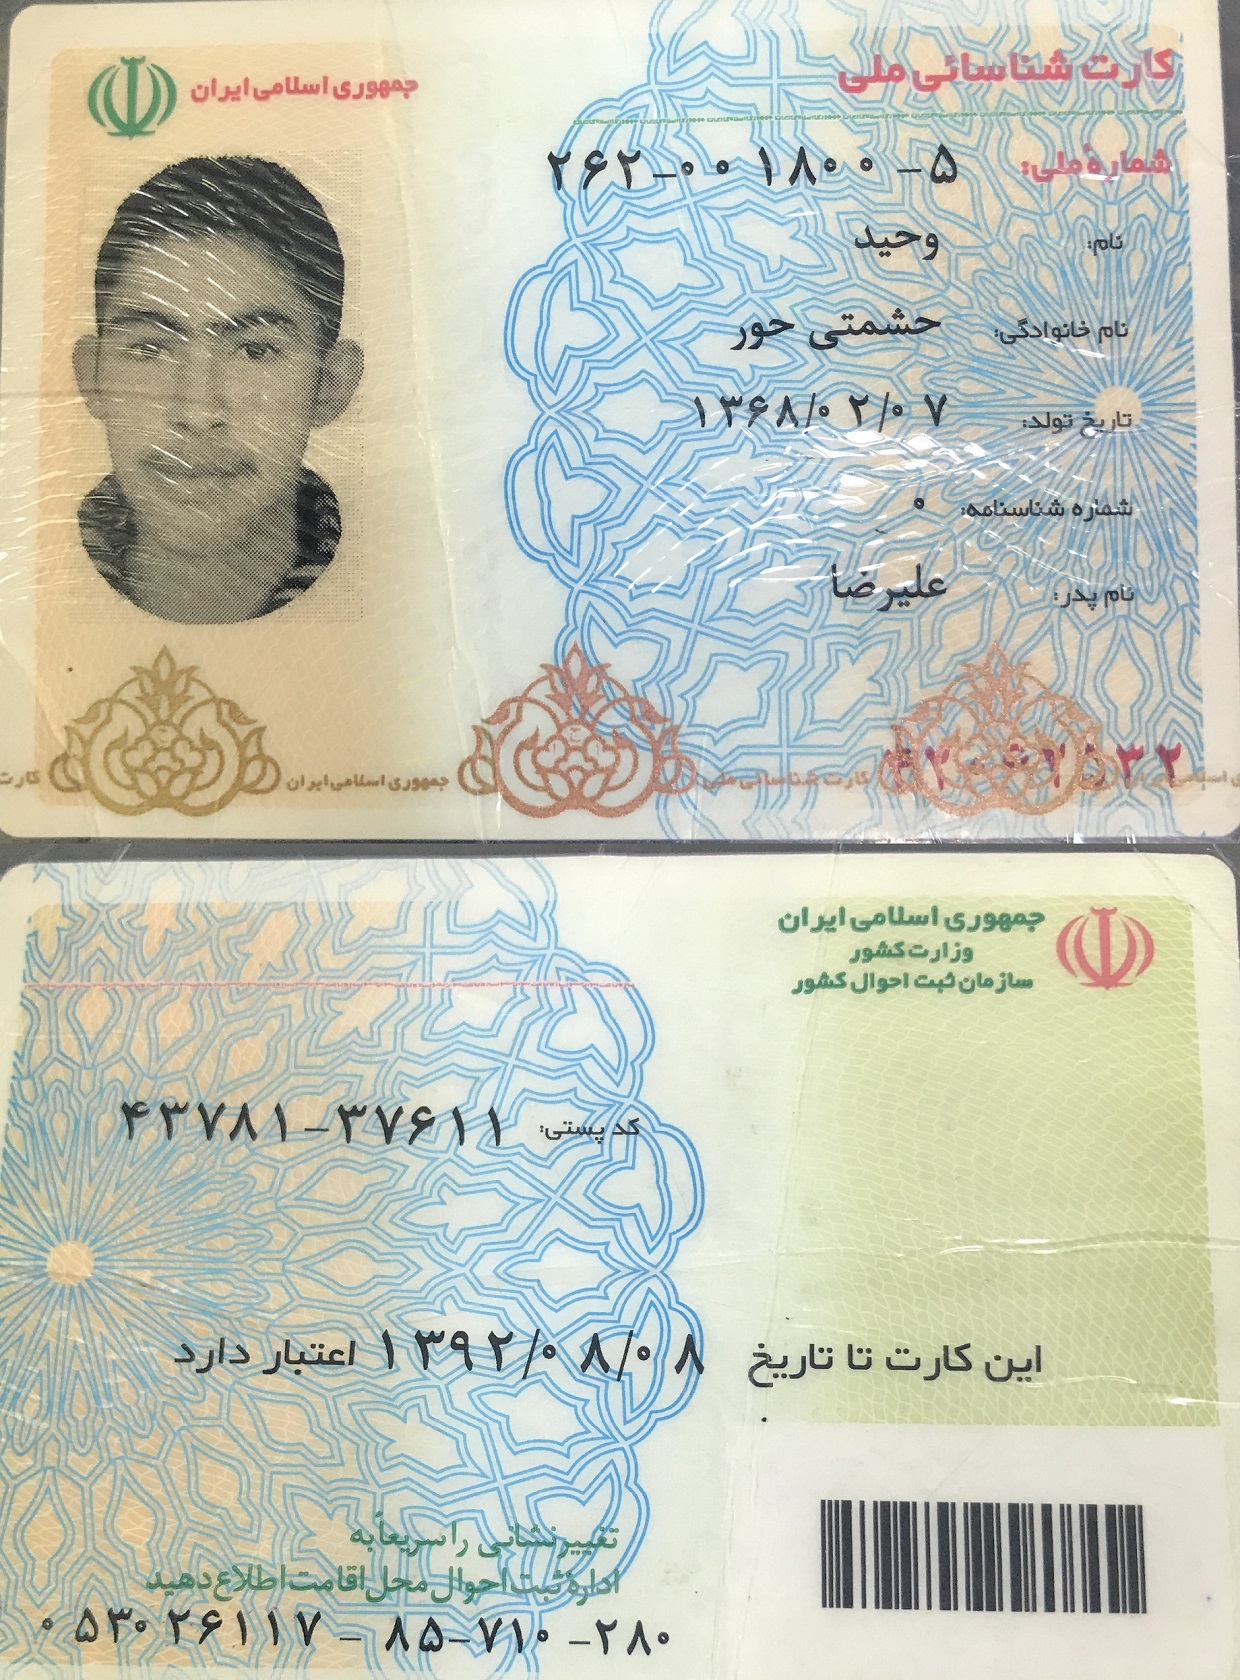 جمهوری اسلامی ایران
کارت شناسائی ملی
شمارهٔ ملی: ۲۶۲-۰۰۱۸۰۰-۵
نام: وحید
نام خانوادگی: حشمتی حور
تاریخ تولد: ۱۳۶۸/۰۲/۰۷
شماره شناسنامه: ۰
نام پدر: علیرضا
کارت
جمهوری اسلامی ایران
کارت شناسائی ملی
جمهوری اسلامی ایران
وزارت کشور
سازمان ثبت احوال کشور
کد پستی: ۴۳۷۸۱-۳۷۶۱۱
این کارت تا تاریخ ۱۳۹۲/۰۸/۰۸ اعتبار دارد
تغییر نشانی را سریعاً به
ادارهٔ ثبت احوال محل اقامت اطلاع دهید
۰۵۳۰۲۶۱۱۷ - ۸۵-۷۱۰ -۲۸۰